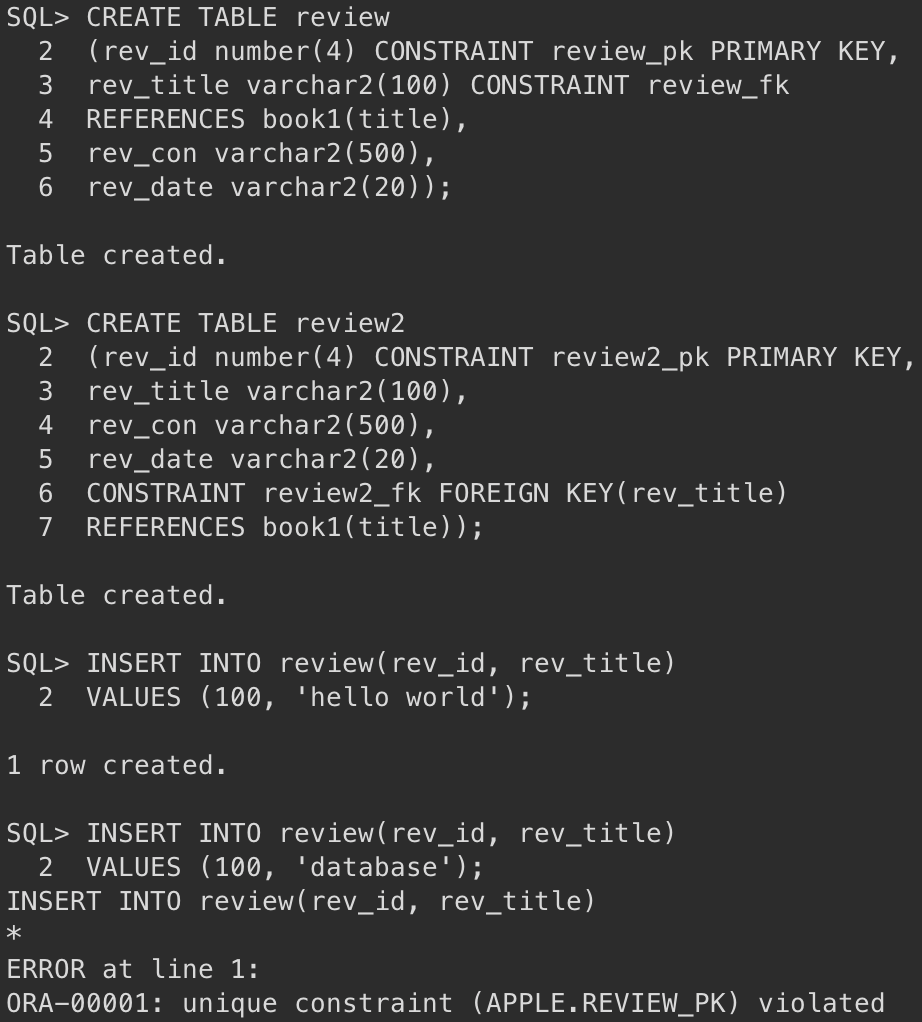 SQL> CREATE TABLE review
2 (rev_id number(4) CONSTRAINT review_pk PRIMARY KEY,
3 rev_title varchar2(100) CONSTRAINT review_fk
4 REFERENCES book1(title),
5 rev_con varchar2(500),
6 rev_date varchar2(20));
Table created.
SQL> CREATE TABLE review2
2 (rev_id number(4) CONSTRAINT review2_pk PRIMARY KEY,
3 rev_title varchar2(100),
4 rev_con varchar2(500),
5 rev_date varchar2(20),
6 CONSTRAINT review2_fk FOREIGN KEY(rev_title)
7 REFERENCES book1(title));
Table created.
SQL> INSERT INTO review(rev_id, rev_title)
2 VALUES (100, 'hello world');
1 row created.
SQL> INSERT INTO review(rev_id, rev_title)
2 VALUES (100, 'database');
INSERT INTO review(rev_id, rev_title)
*
ERROR at line 1:
ORA-00001: unique constraint (APPLE.REVIEW_PK) violated